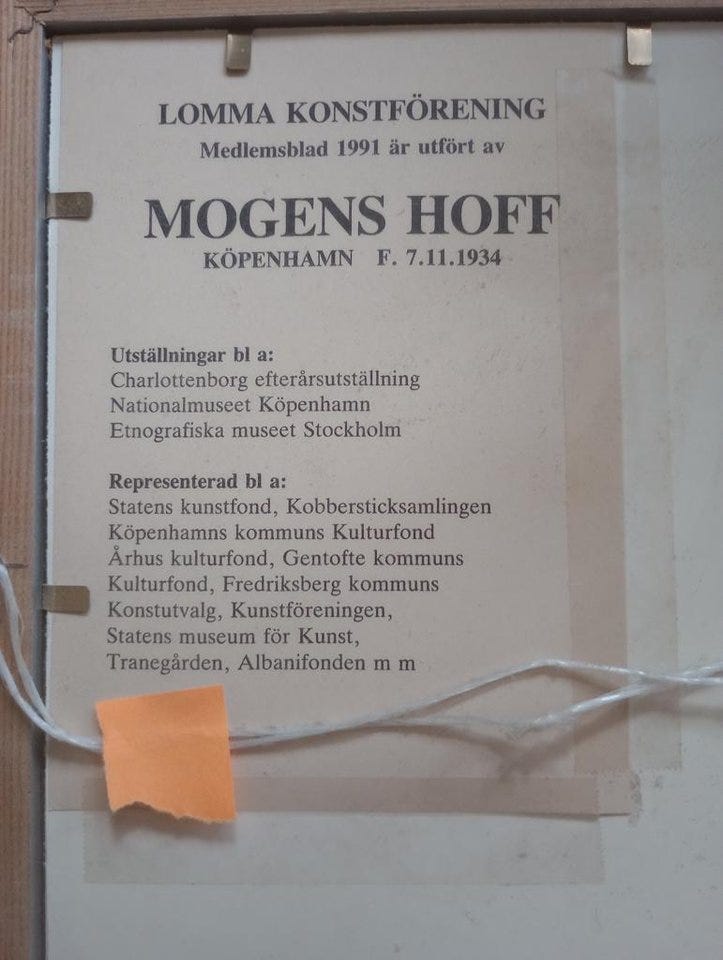 LOMMA KONSTFÖRENING
Medlemsblad 1991 är utfört av
MOGENS HOFF
KÖPENHAMN F. 7.11.1934
Utställningar bl a:
Charlottenborg efterårsutställning
Nationalmuseet Köpenhamn
Etnografiska museet Stockholm
Representerad bl a:
Statens kunstfond, Kobbersticksamlingen
Köpenhamns kommuns Kulturfond
Århus kulturfond, Gentofte kommuns
Kulturfond, Fredriksberg kommuns
Konstutvalg, Kunstföreningen,
Statens museum för Kunst,
Tranegården, Albanifonden m m